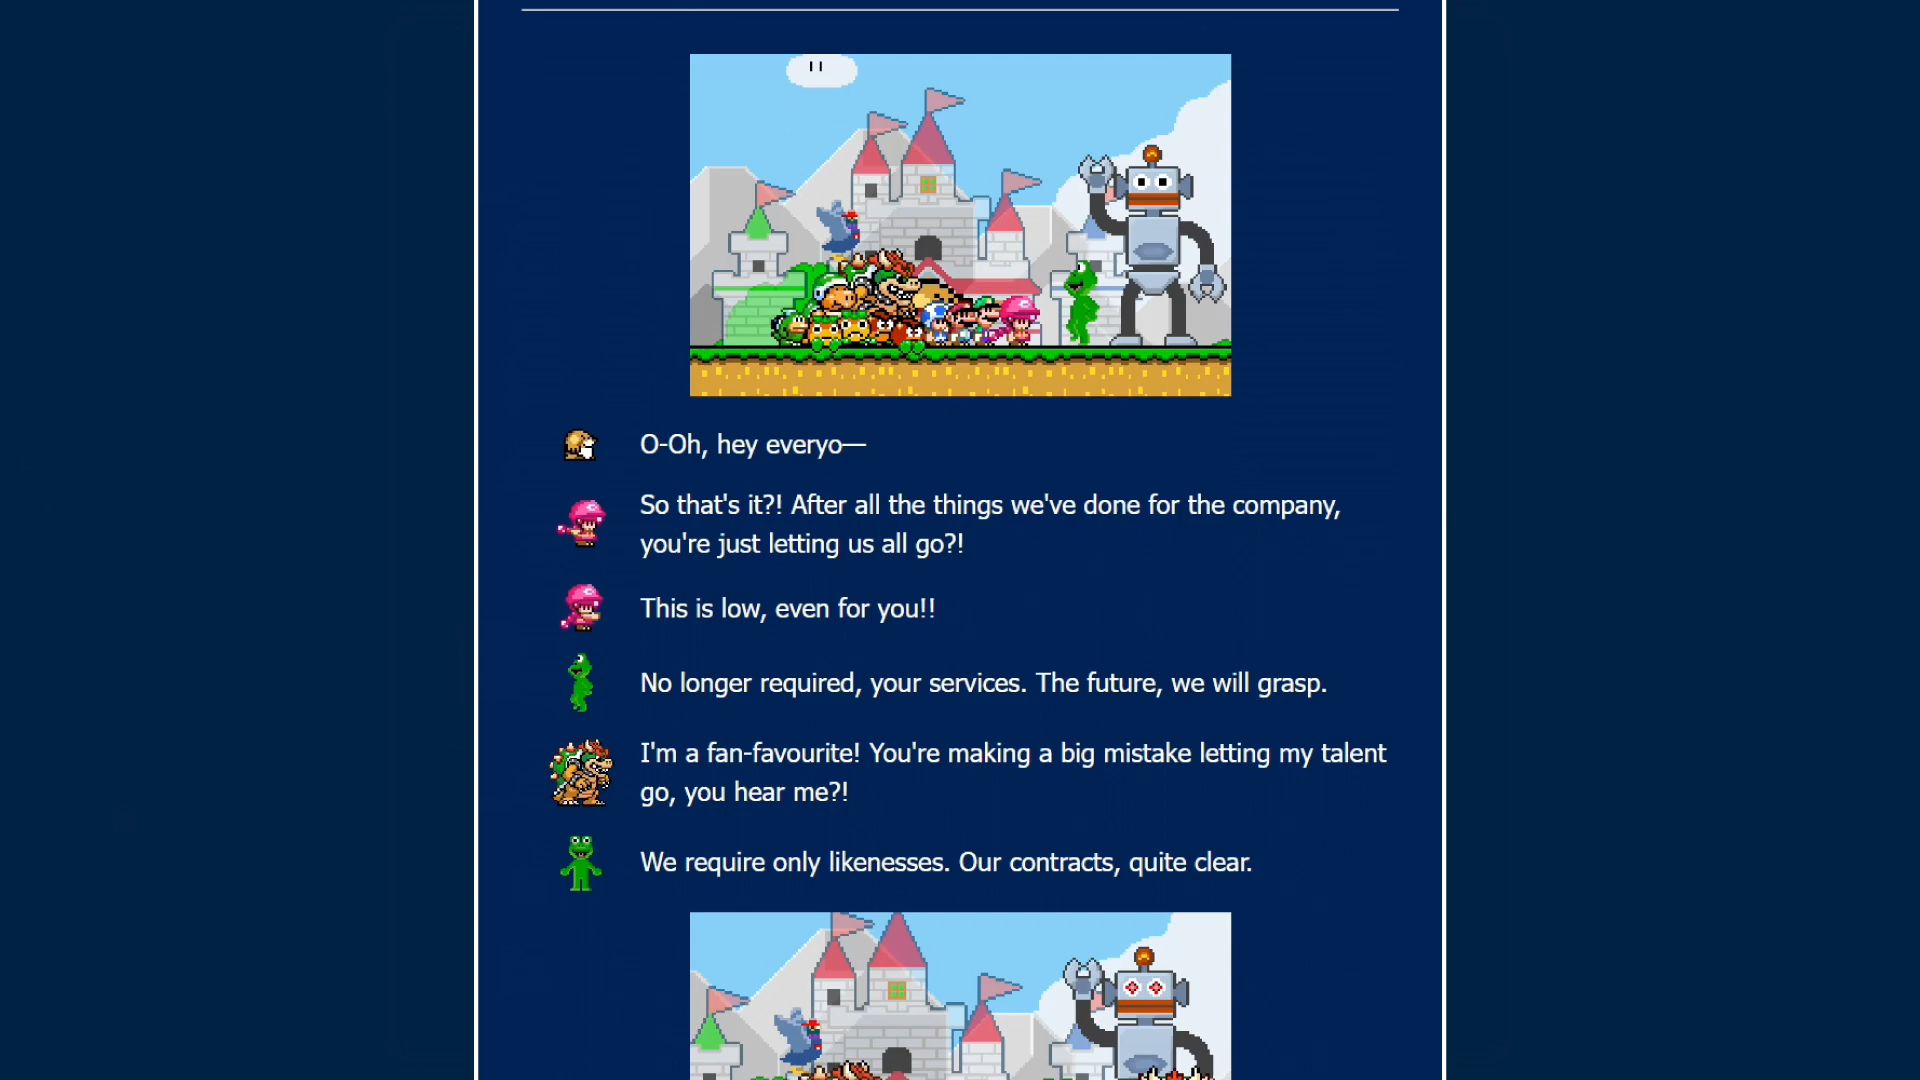 O-Oh, hey everyo—
So that's it?! After all the things we've done for the company,
you're just letting us all go?!
This is low, even for you!!
No longer required, your services. The future, we will grasp.
I'm a fan-favourite! You're making a big mistake letting my talent
go, you hear me?!
We require only likenesses. Our contracts, quite clear.